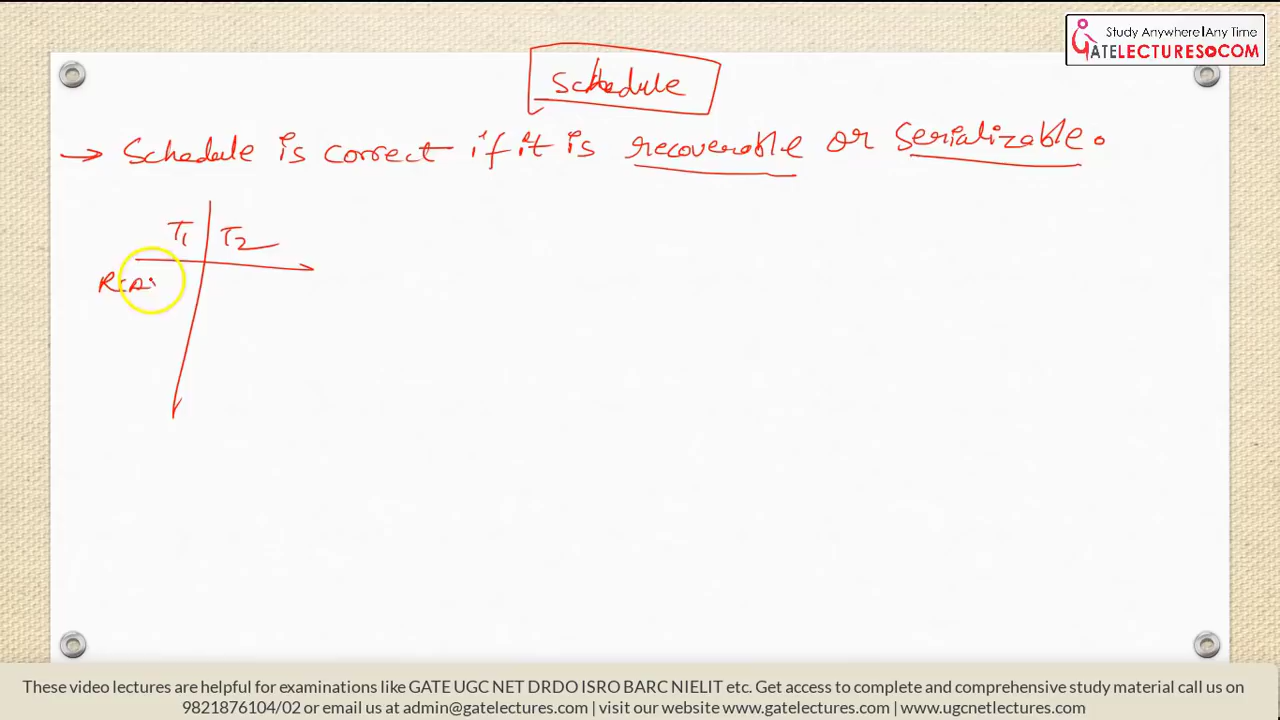 Study Anywhere | Any Time
GATELECTURES.COM
Schedule
→ Schedule is correct if it is recoverable or serializable.
T1 T2
R(A)
These video lectures are helpful for examinations like GATE UGC NET DRDO ISRO BARC NIELIT etc. Get access to complete and comprehensive study material call us on
9821876104/02 or email us at admin@gatelectures.com | visit our website www.gatelectures.com | www.ugcnetlectures.com